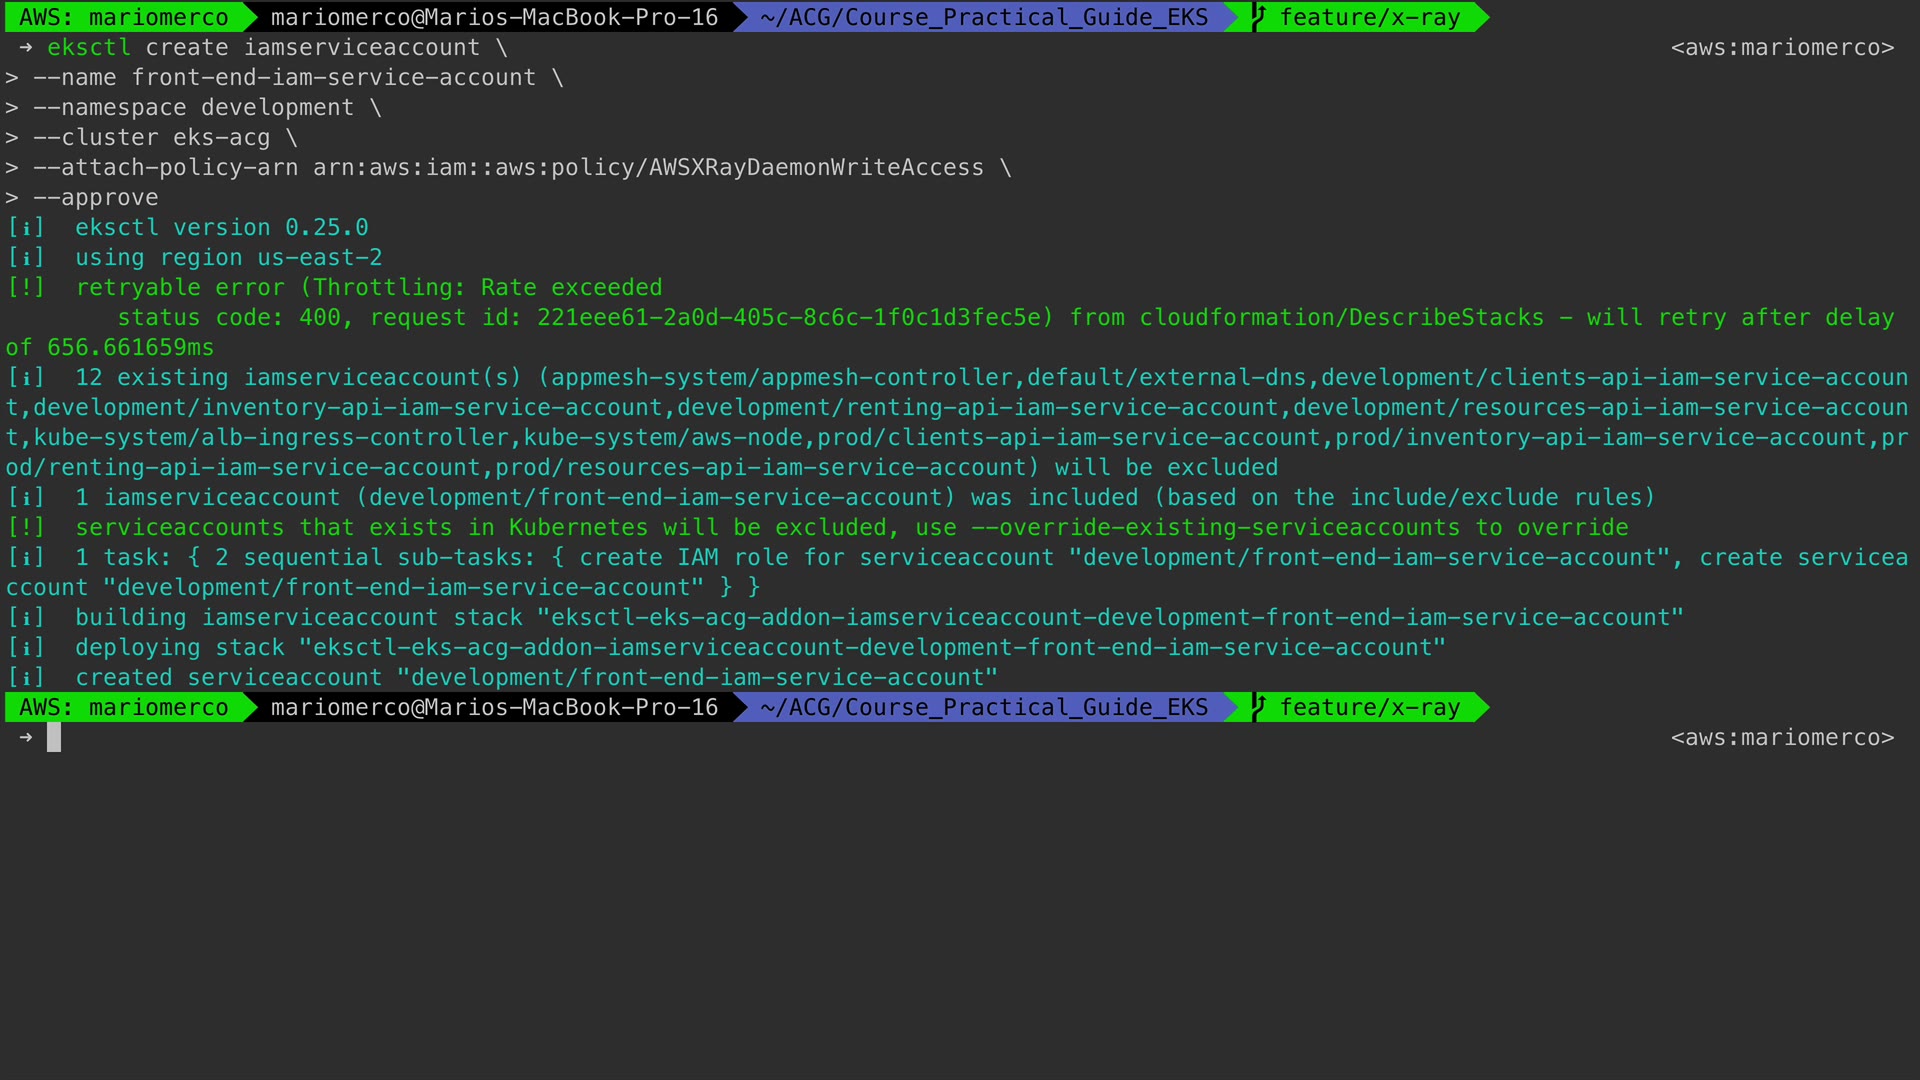 AWS: mariomerco mariomerco@Marios-MacBook-Pro-16 ~/ACG/Course_Practical_Guide_EKS feature/x-ray
→ eksctl create iamserviceaccount \ <aws:mariomerco>
> --name front-end-iam-service-account \
> --namespace development \
> --cluster eks-acg \
> --attach-policy-arn arn:aws:iam::aws:policy/AWSXRayDaemonWriteAccess \
> --approve
[i]  eksctl version 0.25.0
[i]  using region us-east-2
[!]  retryable error (Throttling: Rate exceeded
status code: 400, request id: 221eee61-2a0d-405c-8c6c-1f0c1d3fec5e) from cloudformation/DescribeStacks - will retry after delay
of 656.661659ms
[i]  12 existing iamserviceaccount(s) (appmesh-system/appmesh-controller,default/external-dns,development/clients-api-iam-service-accoun
t,development/inventory-api-iam-service-account,development/renting-api-iam-service-account,development/resources-api-iam-service-accoun
t,kube-system/alb-ingress-controller,kube-system/aws-node,prod/clients-api-iam-service-account,prod/inventory-api-iam-service-account,pr
od/renting-api-iam-service-account,prod/resources-api-iam-service-account) will be excluded
[i]  1 iamserviceaccount (development/front-end-iam-service-account) was included (based on the include/exclude rules)
[!]  serviceaccounts that exists in Kubernetes will be excluded, use --override-existing-serviceaccounts to override
[i]  1 task: { 2 sequential sub-tasks: { create IAM role for serviceaccount "development/front-end-iam-service-account", create servicea
ccount "development/front-end-iam-service-account" } }
[i]  building iamserviceaccount stack "eksctl-eks-acg-addon-iamserviceaccount-development-front-end-iam-service-account"
[i]  deploying stack "eksctl-eks-acg-addon-iamserviceaccount-development-front-end-iam-service-account"
[i]  created serviceaccount "development/front-end-iam-service-account"
AWS: mariomerco mariomerco@Marios-MacBook-Pro-16 ~/ACG/Course_Practical_Guide_EKS feature/x-ray
→ <aws:mariomerco>